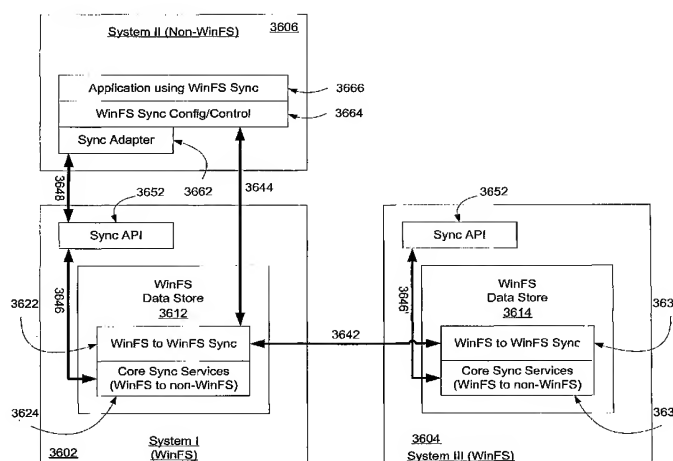 System II (Non-WinFS)
3606
Application using WinFS Sync
3666
WinFS Sync Config/Control
3664
Sync Adapter
3648
3662
3644
3652
3652
Sync API
Sync API
3646
3646'
WinFS
Data Store
3612
WinFS
Data Store
3614
3622
WinFS to WinFS Sync
3642
WinFS to WinFS Sync
363
Core Sync Services
(WinFS to non-WinFS)
Core Sync Services
(WinFS to non-WinFS)
3624
363
3602
System I
(WinFS)
3604
System III (WinFS)